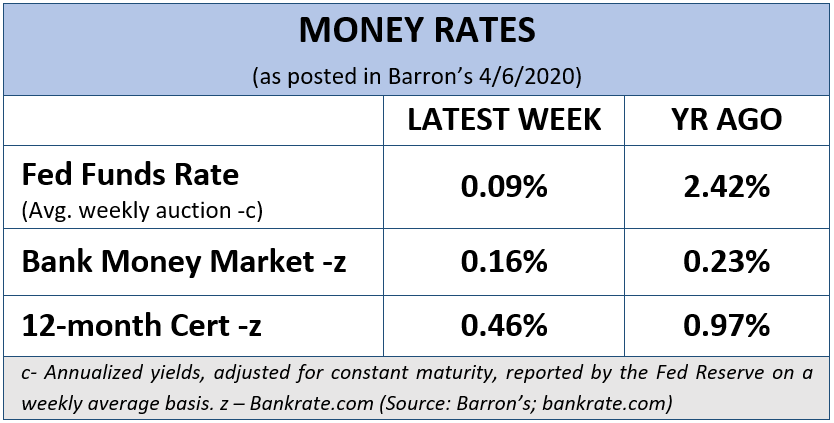 MONEY RATES
(as posted in Barron’s 4/6/2020)
LATEST WEEK YR AGO
Fed Funds Rate 0.09% 2.42%
(Avg. weekly auction -c)
Bank Money Market -z 0.16% 0.23%
12-month Cert -z 0.46% 0.97%
c- Annualized yields, adjusted for constant maturity, reported by the Fed Reserve on a
weekly average basis. z – Bankrate.com (Source: Barron’s; bankrate.com)